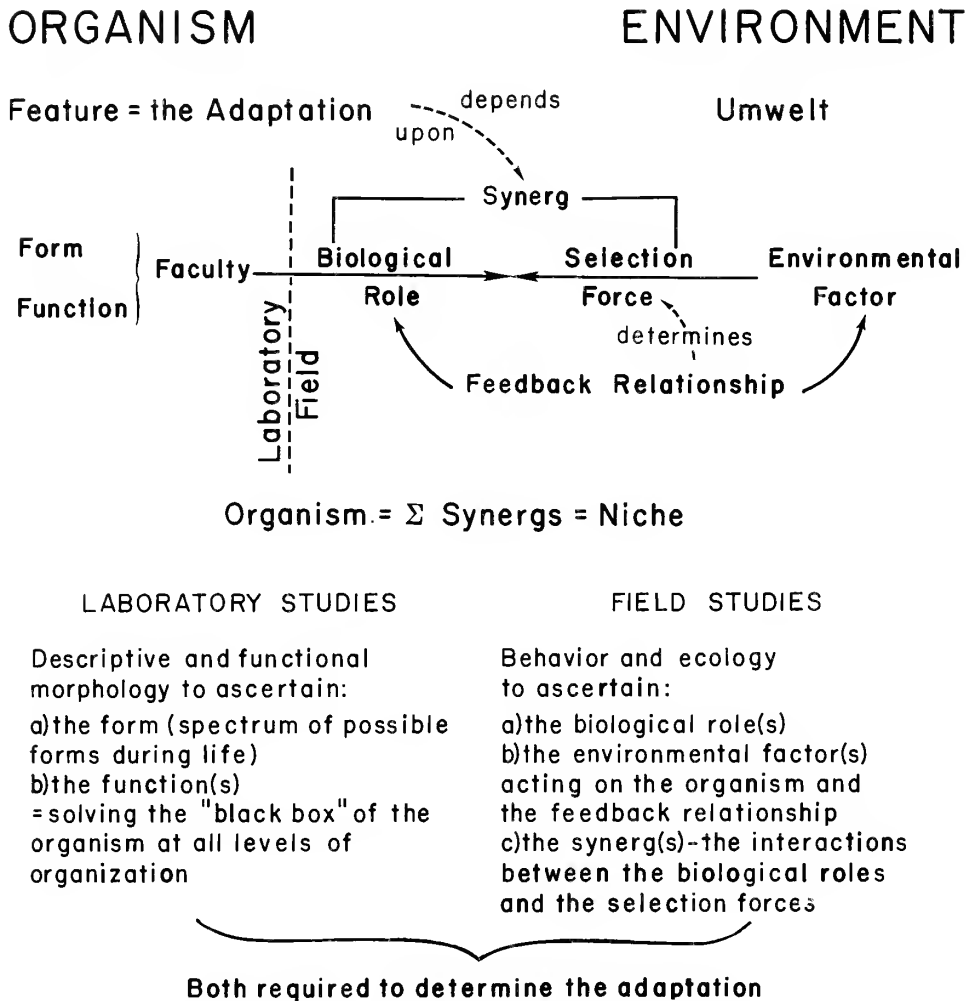 ORGANISM ENVIRONMENT
Feature = the Adaptation depends Umwelt
upon
Synerg
Form Biological Selection Environmental
Faculty
Function Role Force Factor
determines
Laboratory
Field
Feedback Relationship
Organism = Σ Synergs = Niche
LABORATORY STUDIES
Descriptive and functional
morphology to ascertain:
a)the form (spectrum of possible
forms during life)
b)the function(s)
=solving the "black box" of the
organism at all levels of
organization
FIELD STUDIES
Behavior and ecology
to ascertain:
a)the biological role(s)
b)the environmental factor(s)
acting on the organism and
the feedback relationship
c)the synerg(s)--the interactions
between the biological roles
and the selection forces
Both required to determine the adaptation